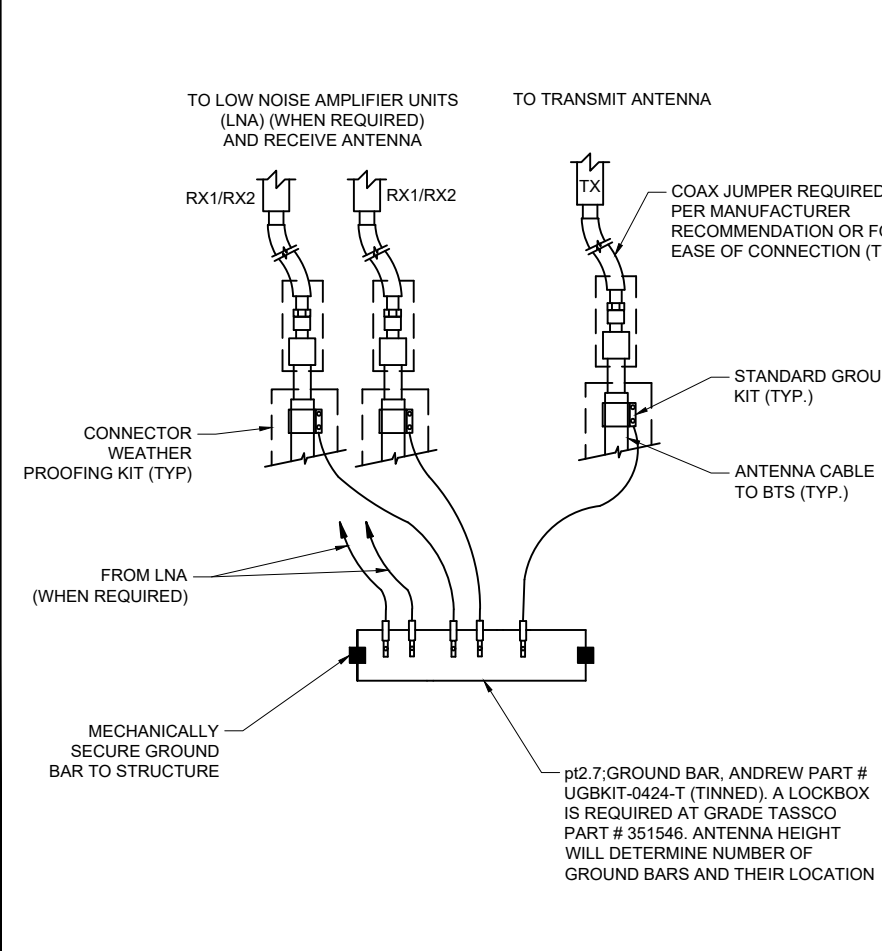 TO LOW NOISE AMPLIFIER UNITS
(LNA) (WHEN REQUIRED)
AND RECEIVE ANTENNA
TO TRANSMIT ANTENNA
RX1/RX2
RX1/RX2
TX
COAX JUMPER REQUIRED
PER MANUFACTURER
RECOMMENDATION OR FO
EASE OF CONNECTION (T
STANDARD GROU
KIT (TYP.)
CONNECTOR
WEATHER
PROOFING KIT (TYP)
ANTENNA CABLE
TO BTS (TYP.)
FROM LNA
(WHEN REQUIRED)
MECHANICALLY
SECURE GROUND
BAR TO STRUCTURE
pt2.7;GROUND BAR, ANDREW PART #
UGBKIT-0424-T (TINNED). A LOCKBOX
IS REQUIRED AT GRADE TASSCO
PART # 351546. ANTENNA HEIGHT
WILL DETERMINE NUMBER OF
GROUND BARS AND THEIR LOCATION